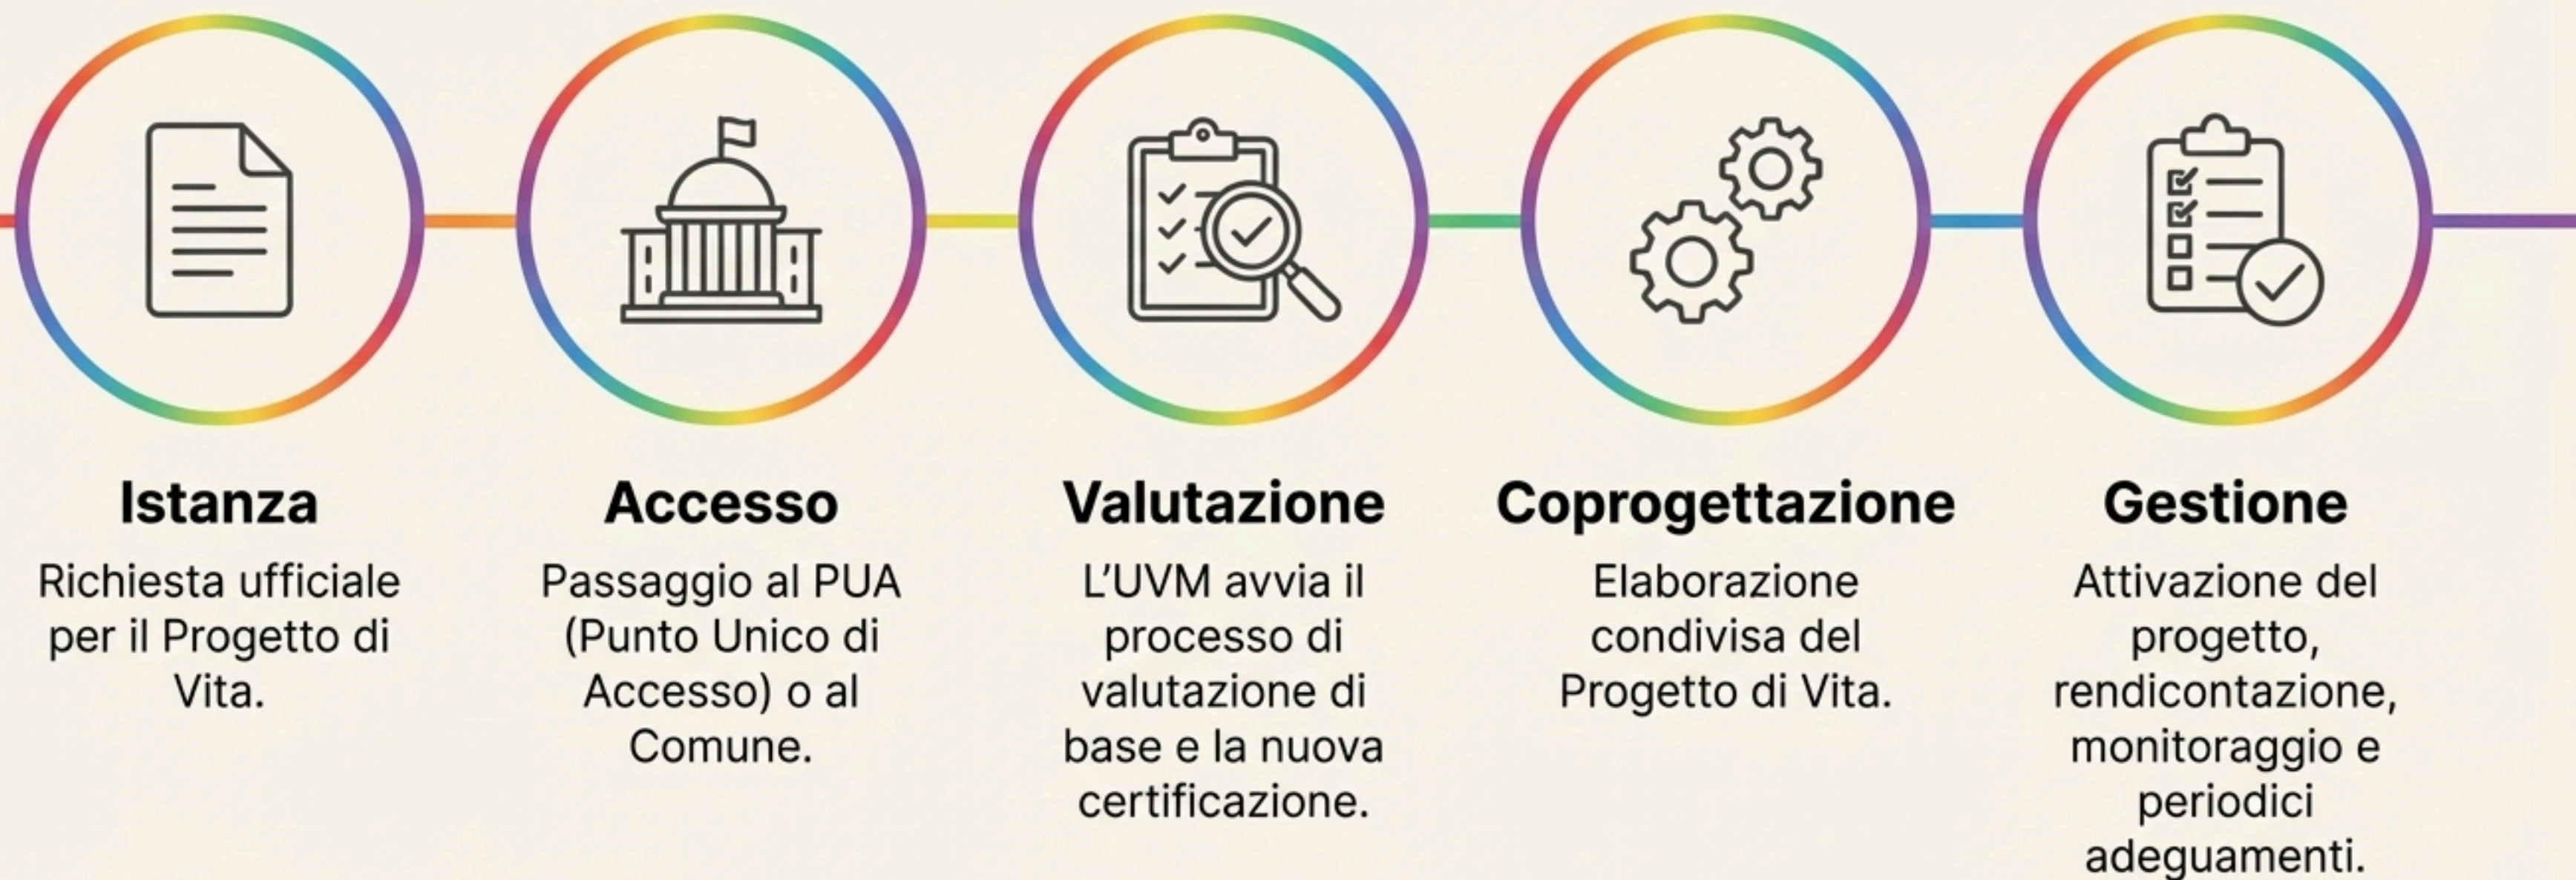 Istanza
Richiesta ufficiale
per il Progetto di
Vita.
Accesso
Passaggio al PUA
(Punto Unico di
Accesso) o al
Comune.
Valutazione
L’UVM avvia il
processo di
valutazione di
base e la nuova
certificazione.
Coprogettazione
Elaborazione
condivisa del
Progetto di Vita.
Gestione
Attivazione del
progetto,
rendicontazione,
monitoraggio e
periodici
adeguamenti.